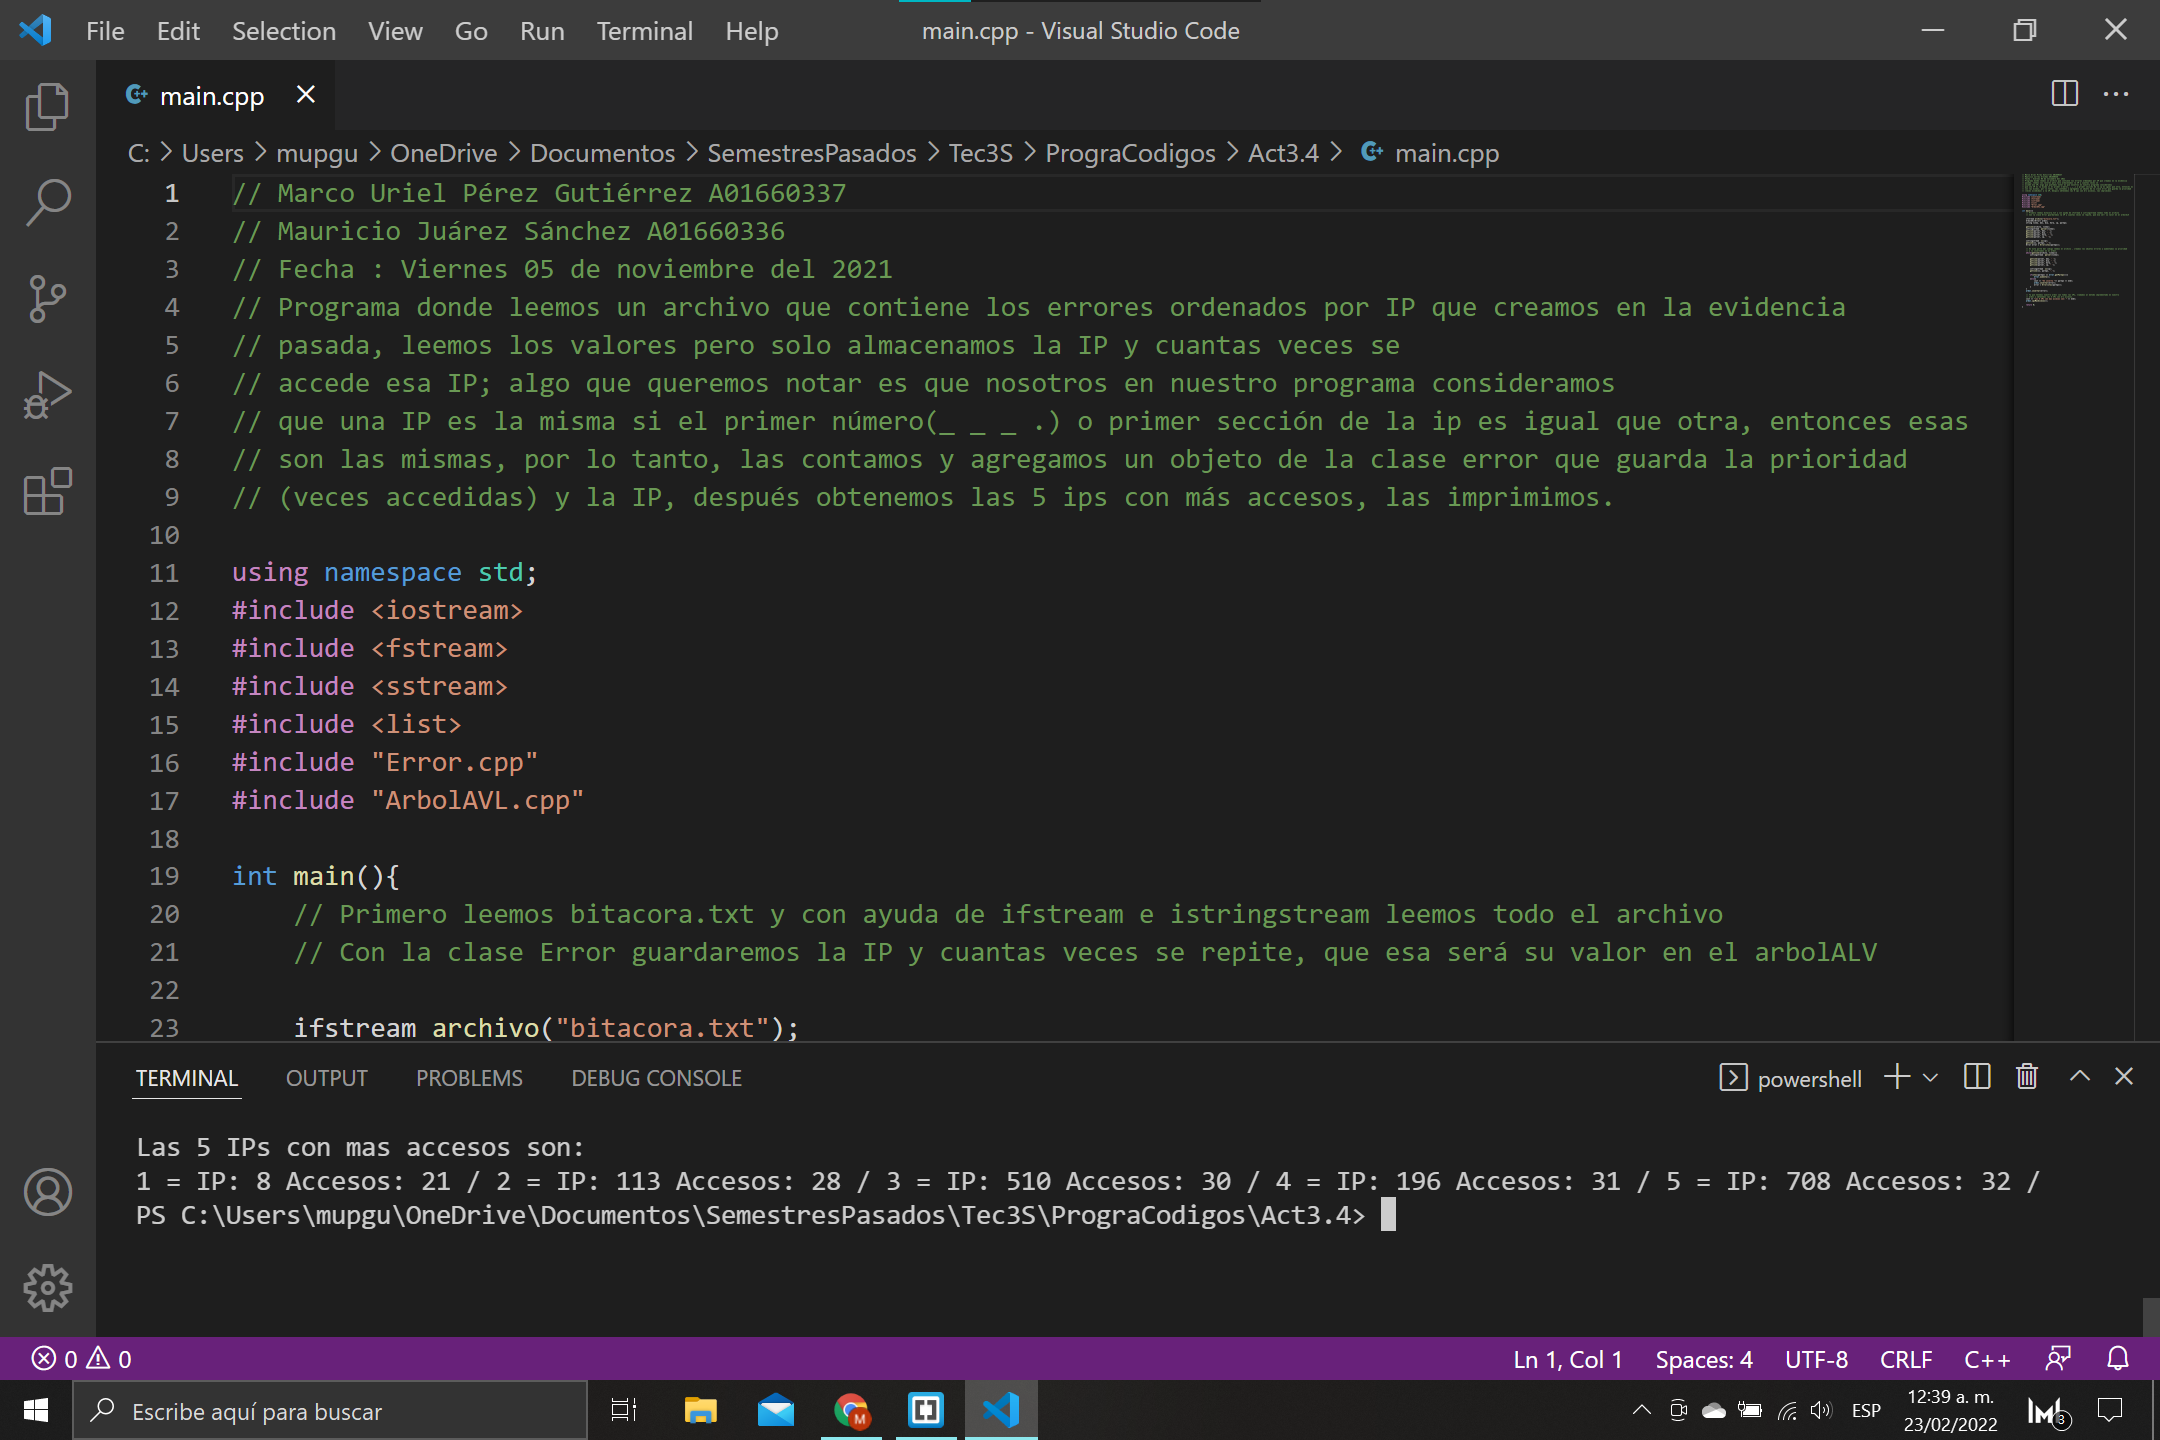 File Edit Selection View Go Run Terminal Help main.cpp - Visual Studio Code
main.cpp
C: > Users > mupgu > OneDrive > Documentos > SemestresPasados > Tec3S > PrograCodigos > Act3.4 > main.cpp
1 // Marco Uriel Pérez Gutiérrez A01660337
2 // Mauricio Juárez Sánchez A01660336
3 // Fecha : Viernes 05 de noviembre del 2021
4 // Programa donde leemos un archivo que contiene los errores ordenados por IP que creamos en la evidencia
5 // pasada, leemos los valores pero solo almacenamos la IP y cuantas veces se
6 // accede esa IP; algo que queremos notar es que nosotros en nuestro programa consideramos
7 // que una IP es la misma si el primer número(_ _ _ .) o primer sección de la ip es igual que otra, entonces esas
8 // son las mismas, por lo tanto, las contamos y agregamos un objeto de la clase error que guarda la prioridad
9 // (veces accedidas) y la IP, después obtenemos las 5 ips con más accesos, las imprimimos.
10
11 using namespace std;
12 #include <iostream>
13 #include <fstream>
14 #include <sstream>
15 #include <list>
16 #include "Error.cpp"
17 #include "ArbolAVL.cpp"
18
19 int main(){
20 // Primero leemos bitacora.txt y con ayuda de ifstream e istringstream leemos todo el archivo
21 // Con la clase Error guardaremos la IP y cuantas veces se repite, que esa será su valor en el arbolALV
22
23 ifstream archivo("bitacora.txt");
TERMINAL OUTPUT PROBLEMS DEBUG CONSOLE powershell
Las 5 IPs con mas accesos son:
1 = IP: 8 Accesos: 21 / 2 = IP: 113 Accesos: 28 / 3 = IP: 510 Accesos: 30 / 4 = IP: 196 Accesos: 31 / 5 = IP: 708 Accesos: 32 /
PS C:\Users\mupgu\OneDrive\Documentos\SemestresPasados\Tec3S\PrograCodigos\Act3.4>
0 0 Ln 1, Col 1 Spaces: 4 UTF-8 CRLF C++
Escribe aquí para buscar M ESP 12:39 a. m. 3
23/02/2022